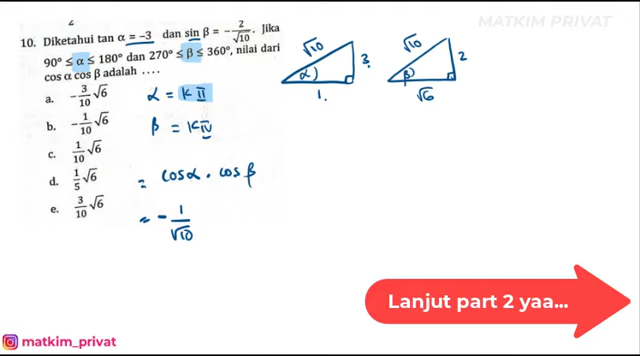 MATKIM PRIVAT
10. Diketahui tan α = −3 dan sin β = −2/√10. Jika
90° ≤ α ≤ 180° dan 270° ≤ β ≤ 360°, nilai dari
cos α cos β adalah ....
a. −3/10 √6
b. −1/10 √6
c. 1/10 √6
d. 1/5 √6
e. 3/10 √6
α = K II
β = K IV
= cos α . cos β
= − 1/√10
√10
3
α
1
√10
2
β
√6
Lanjut part 2 yaa...
matkim_privat